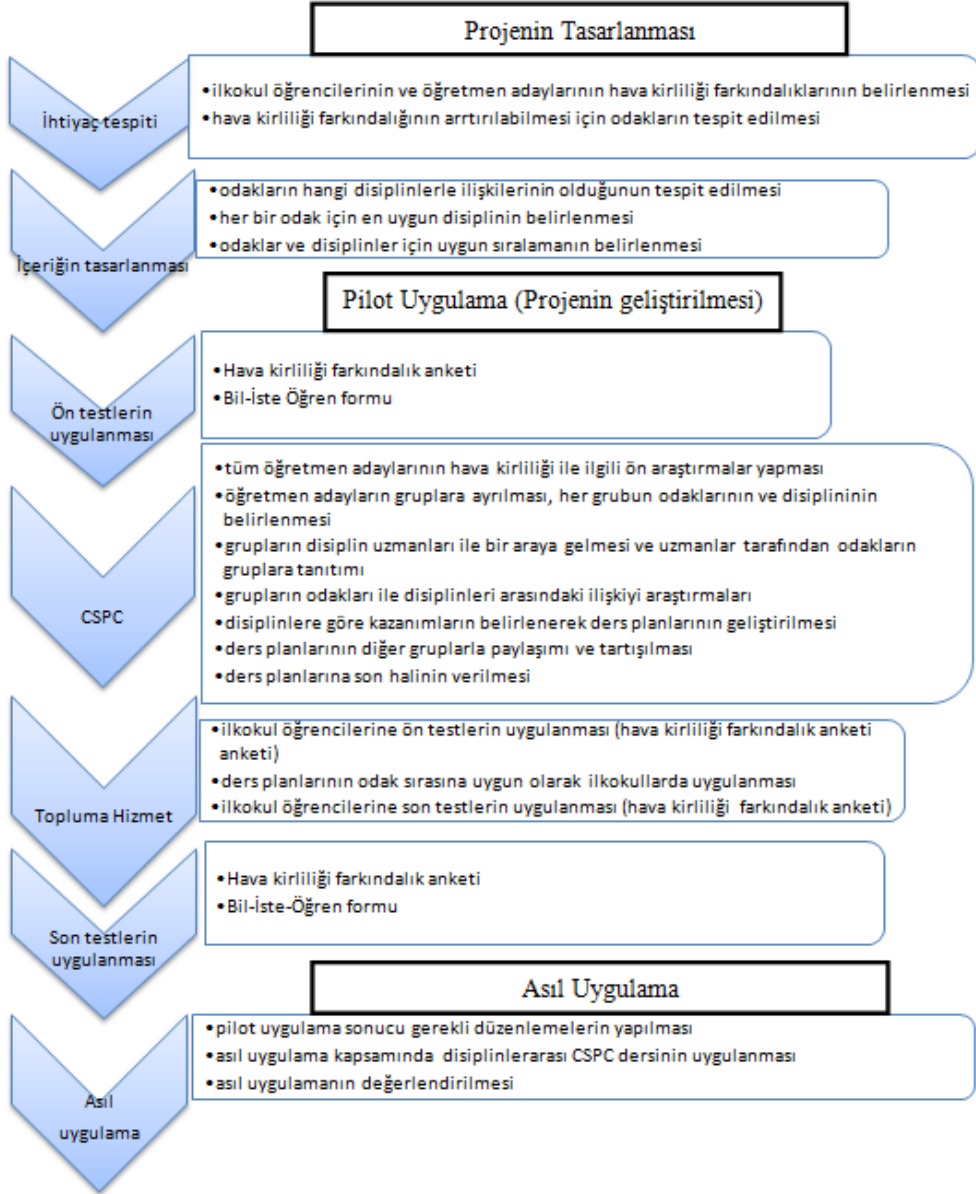 Projenin Tasarlanması
İhtiyaç tespiti
•ilkokul öğrencilerinin ve öğretmen adaylarının hava kirliliği farkındalıklarının belirlenmesi
•hava kirliliği farkındalığının arrtırılabilmesi için odakların tespit edilmesi
İçeriğin tasarlanması
•odakların hangi disiplinlerle ilişkilerinin olduğunun tespit edilmesi
•her bir odak için en uygun disiplinin belirlenmesi
•odaklar ve disiplinler için uygun sıralamanın belirlenmesi
Pilot Uygulama (Projenin geliştirilmesi)
Ön testlerin
uygulanması
•Hava kirliliği farkındalık anketi
•Bil-İste Öğren formu
CSPC
•tüm öğretmen adaylarının hava kirliliği ile ilgili ön araştırmalar yapması
•öğretmen adayların gruplara ayrılması, her grubun odaklarının ve disiplininin
belirlenmesi
•grupların disiplin uzmanları ile bir araya gelmesi ve uzmanlar tarafından odakların
gruplara tanıtımı
•grupların odakları ile disiplinleri arasındaki ilişkiyi araştırmaları
•disiplinlere göre kazanımların belirlenerek ders planlarının geliştirilmesi
•ders planlarının diğer gruplarla paylaşımı ve tartışılması
•ders planlarına son halinin verilmesi
Topluma Hizmet
•ilkokul öğrencilerine ön testlerin uygulanması (hava kirliliği farkındalık anketi
anketi)
•ders planlarının odak sırasına uygun olarak ilkokullarda uygulanması
•ilkokul öğrencilerine son testlerin uygulanması (hava kirliliği farkındalık anketi)
Son testlerin
uygulanması
•Hava kirliliği farkındalık anketi
•Bil-İste-Öğren formu
Asıl Uygulama
Asıl
uygulama
•pilot uygulama sonucu gerekli düzenlemelerin yapılması
•asıl uygulama kapsamında disiplinlerarası CSPC dersinin uygulanması
•asıl uygulamanın değerlendirilmesi